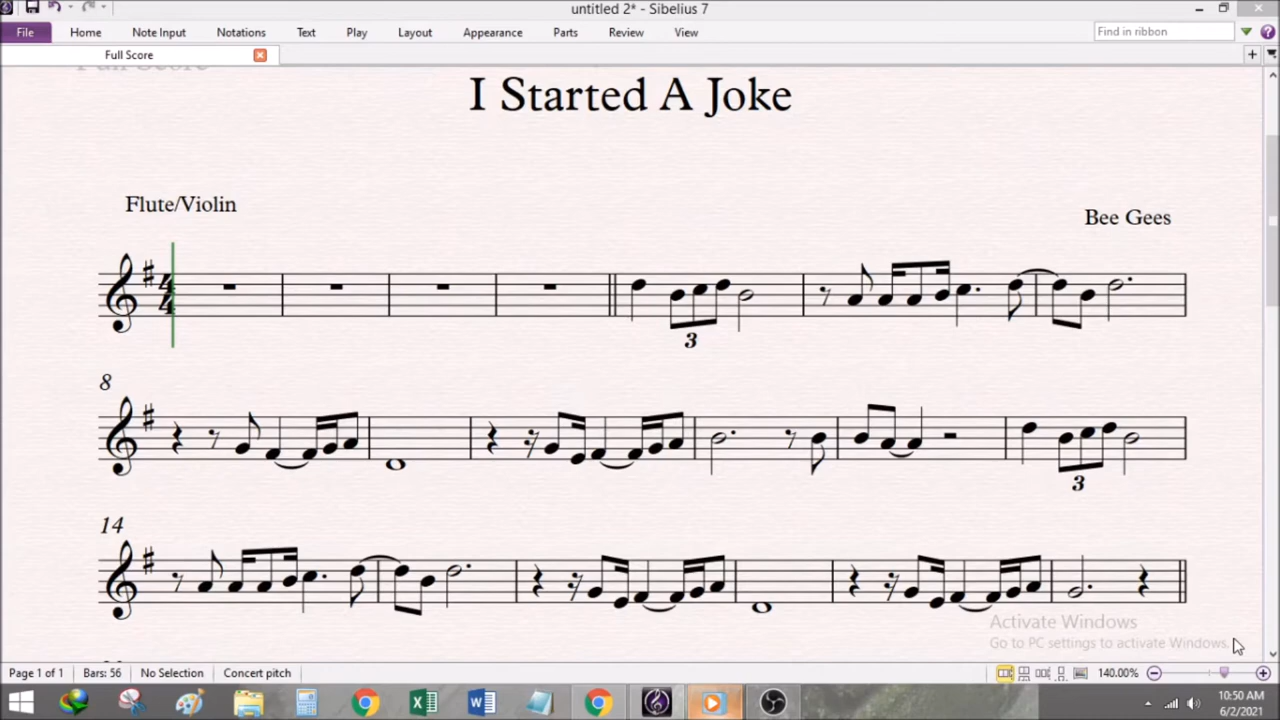 untitled 2* - Sibelius 7
File Home Note Input Notations Text Play Layout Appearance Parts Review View Find in ribbon
Full Score
Full Score
I Started A Joke
Flute/Violin
Bee Gees
3
8
3
14
Activate Windows
Go to PC settings to activate Windows.
Page 1 of 1 Bars: 56 No Selection Concert pitch 140.00%
10:50 AM
6/2/2021